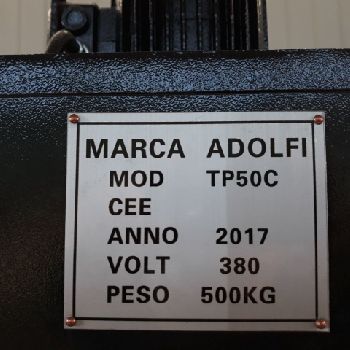 MARCA ADOLFI
MOD TP50C
CEE
ANNO 2017
VOLT 380
PESO 500KG